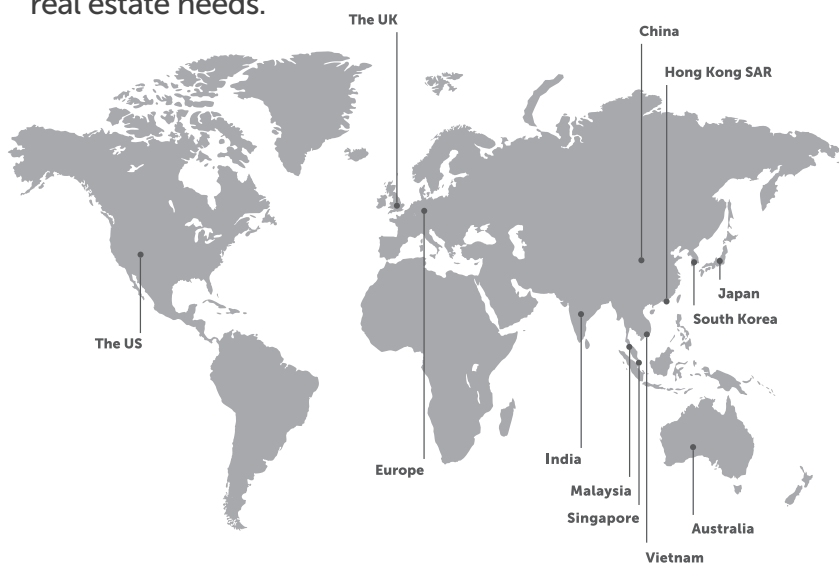 real estate needs.
The UK
China
Hong Kong SAR
Japan
South Korea
The US
India
Europe
Malaysia
Singapore
Australia
Vietnam